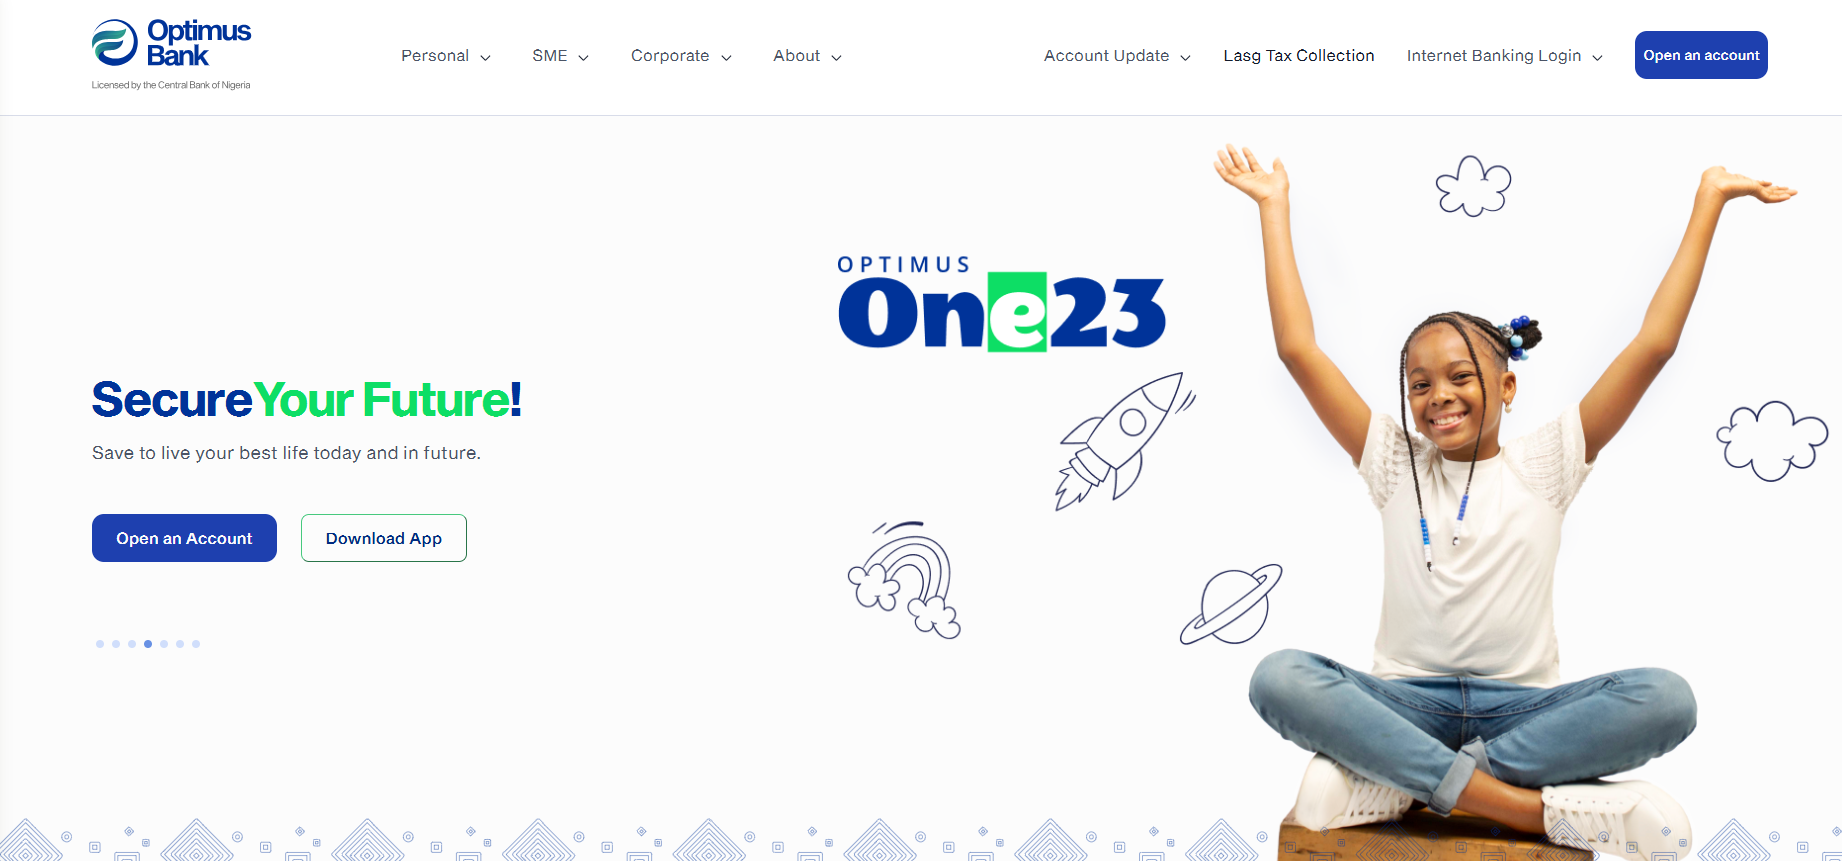 Optimus
Bank
Licensed by the Central Bank of Nigeria
Personal
SME
Corporate
About
Account Update
Lasg Tax Collection
Internet Banking Login
Open an account
OPTIMUS
One23
Secure Your Future!
Save to live your best life today and in future.
Open an Account
Download App